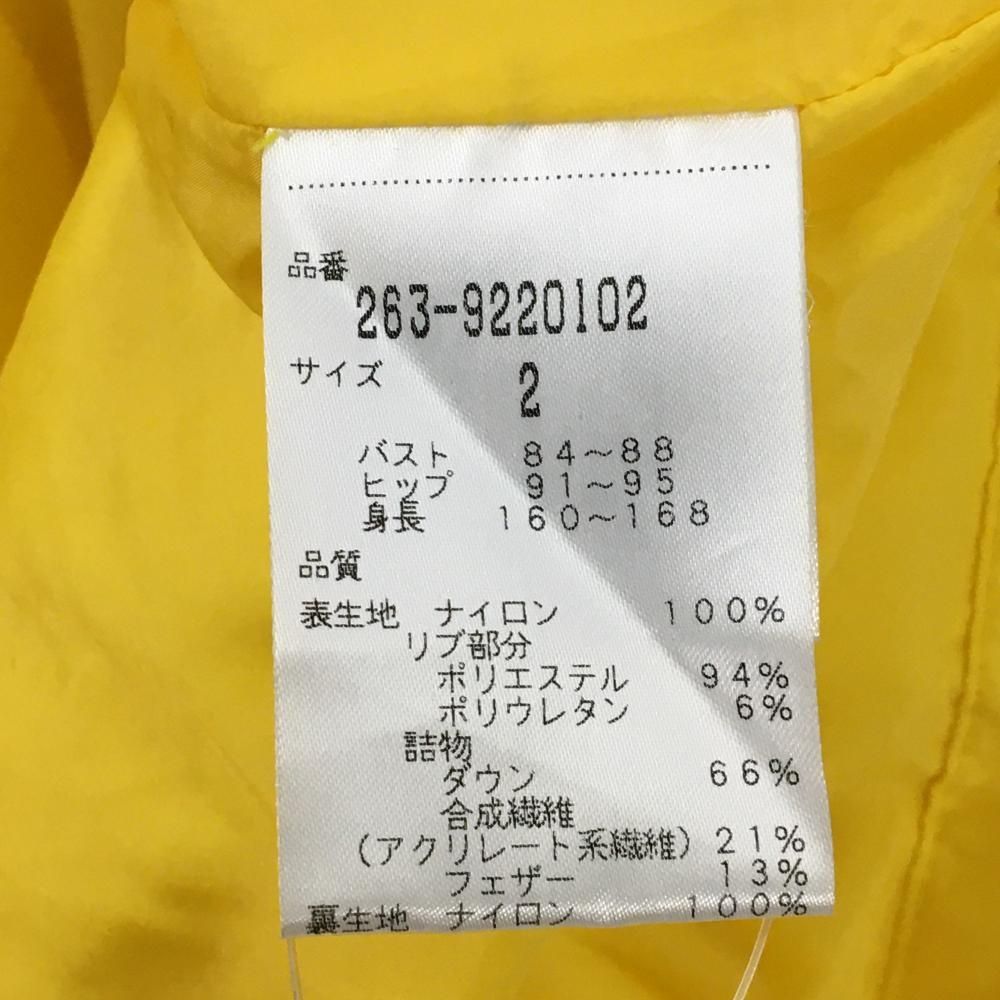 品番
263-9220102
サイズ
2
バスト 84～88
ヒップ 91～95
身長 160～168
品質
表生地 ナイロン 100%
リブ部分
ポリエステル 94%
ポリウレタン 6%
詰物
ダウン 66%
合成繊維
(アクリレート系繊維) 21%
フェザー 13%
裏生地 ナイロン 100%